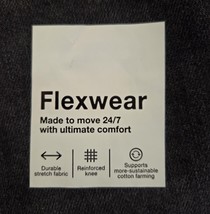 Flexwear
Made to move 24/7
with ultimate comfort
Durable
stretch fabric
Reinforced
knee
Supports
more-sustainable
cotton farming